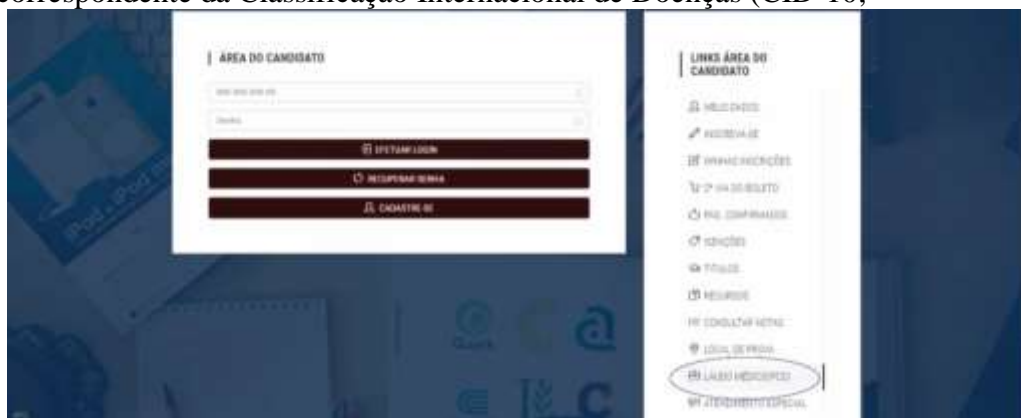 correspondente da Classificação Internacional de Doenças (CID-10,
ÁREA DO CANDIDATO
EFETUAR LOGIN
RECUPERAR SENHA
CADASTRE-SE
LINKS ÁREA DO
CANDIDATO
MEUS DADOS
INSCREVA-SE
MINHAS INSCRIÇÕES
2ª VIA DO BOLETO
PAG. CONFIRMADOS
ISENÇÕES
TÍTULOS
RECURSOS
CONSULTAR NOTAS
LOCAL DE PROVA
LAUDO MÉDICO/PCD
ATENDIMENTO ESPECIAL
iPod
iPod